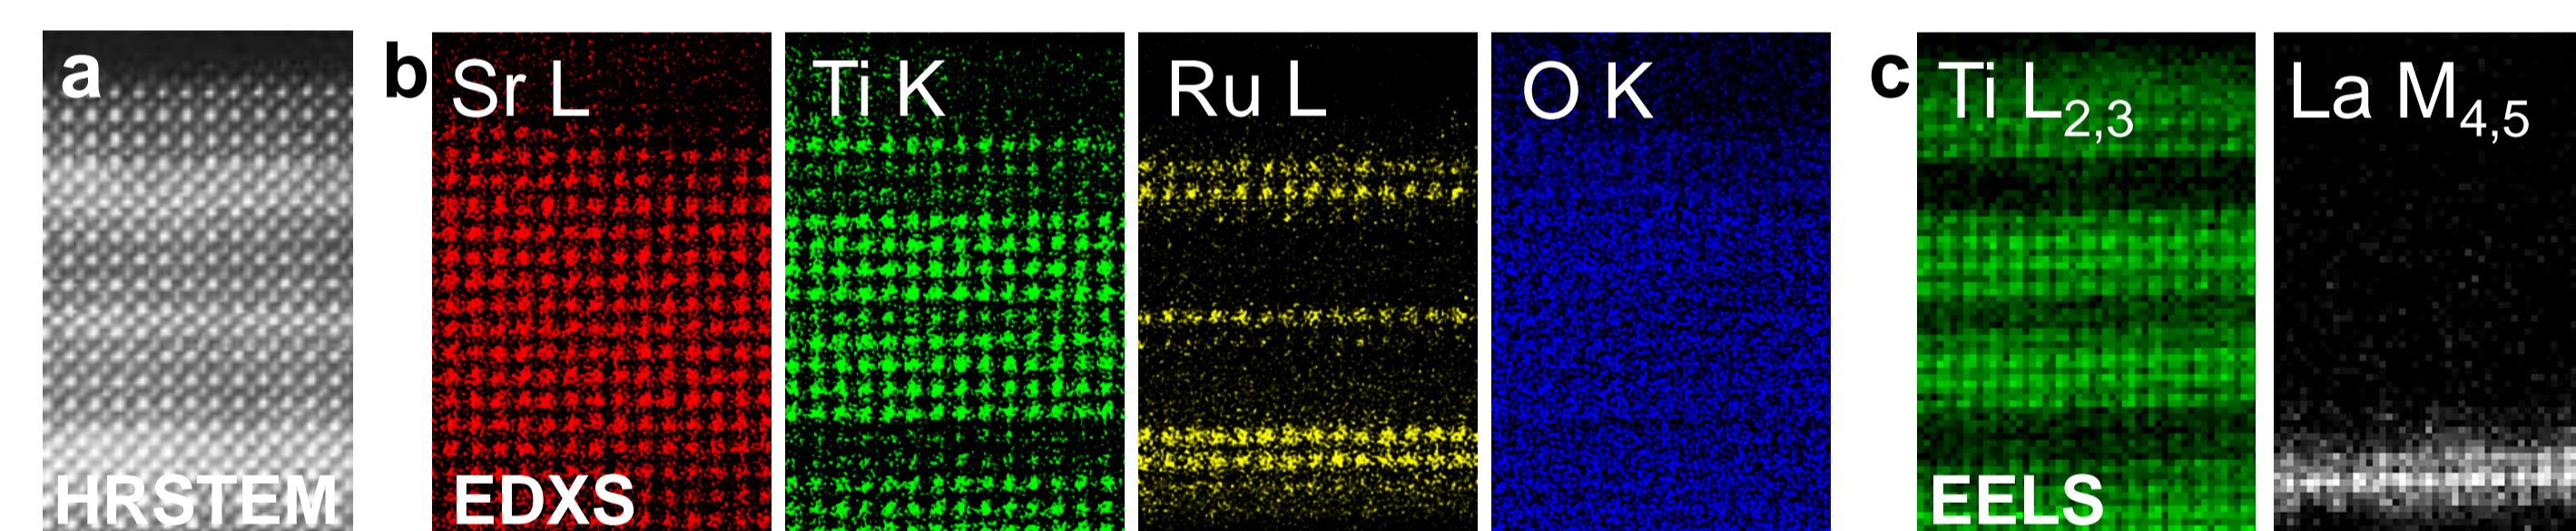 a
HRSTEM
b
Sr L
EDXS
Ti K
Ru L
O K
c
Ti L2,3
EELS
La M4,5